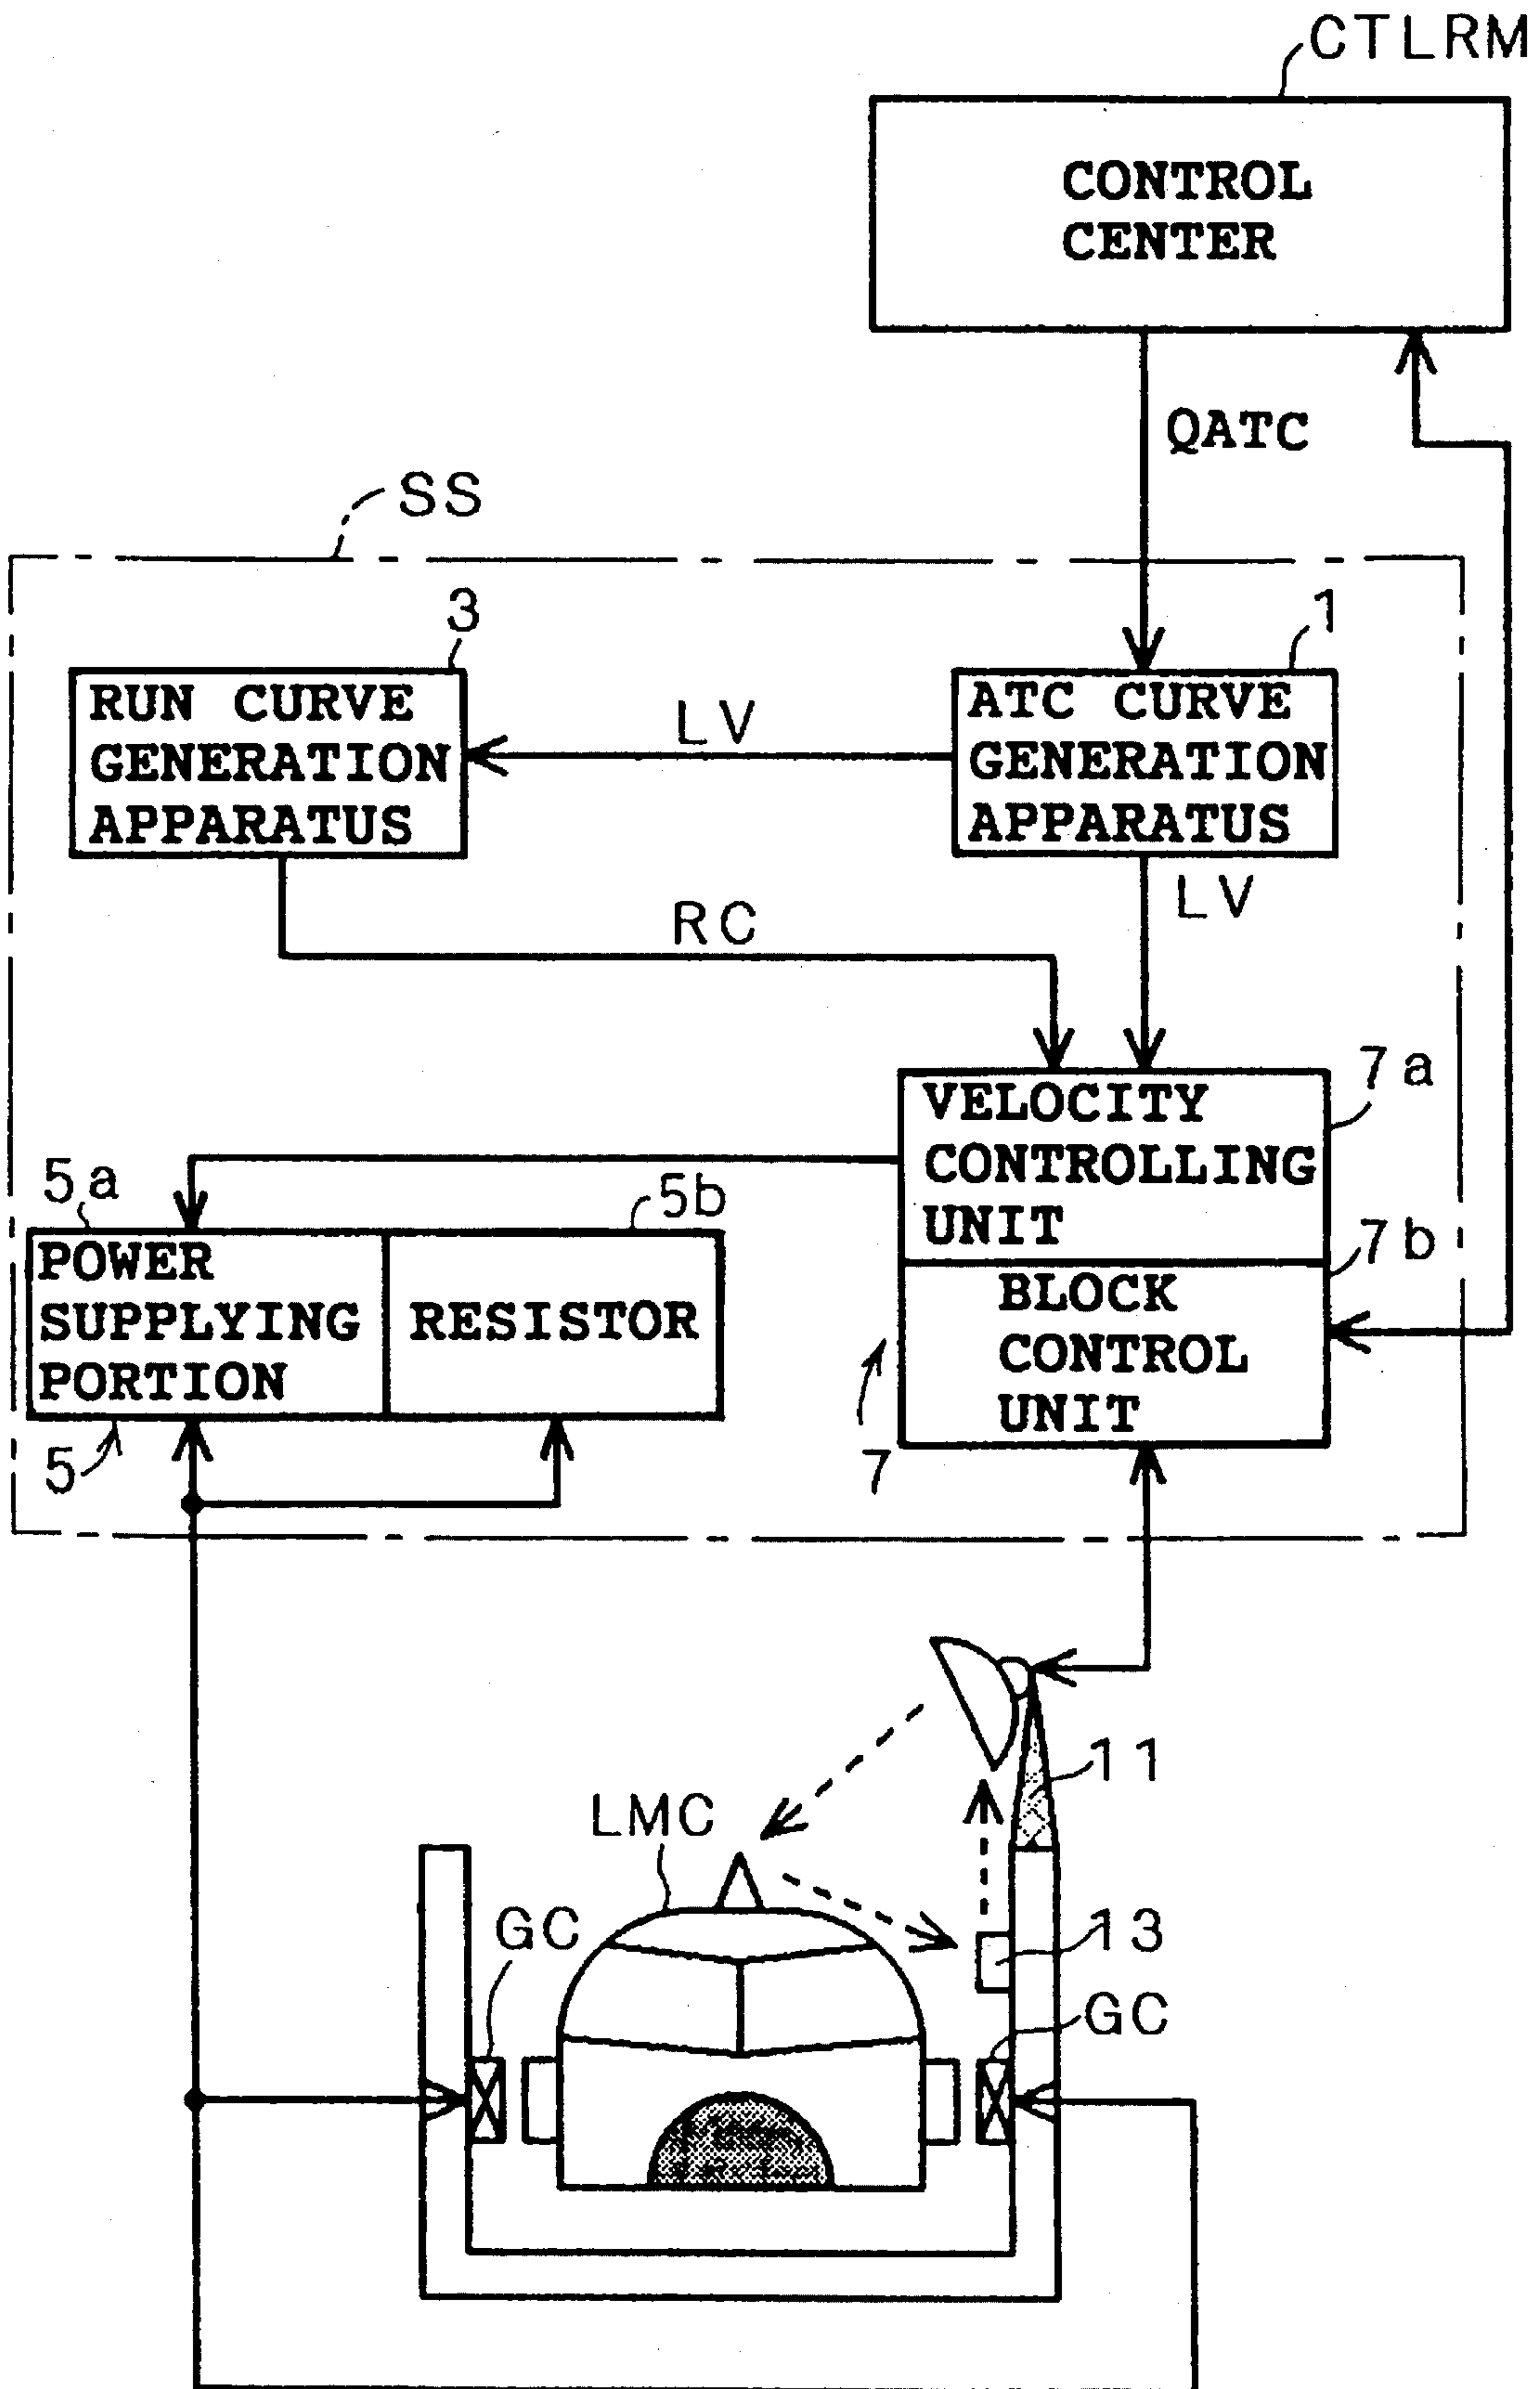 CTLRM
CONTROL
CENTER
QATC
SS
3
1
RUN CURVE
GENERATION
APPARATUS
LV
ATC CURVE
GENERATION
APPARATUS
LV
RC
7a
VELOCITY
CONTROLLING
UNIT
5a
5b
7b
POWER
SUPPLYING
PORTION
RESISTOR
BLOCK
CONTROL
UNIT
5
7
11
LMC
GC
13
GC